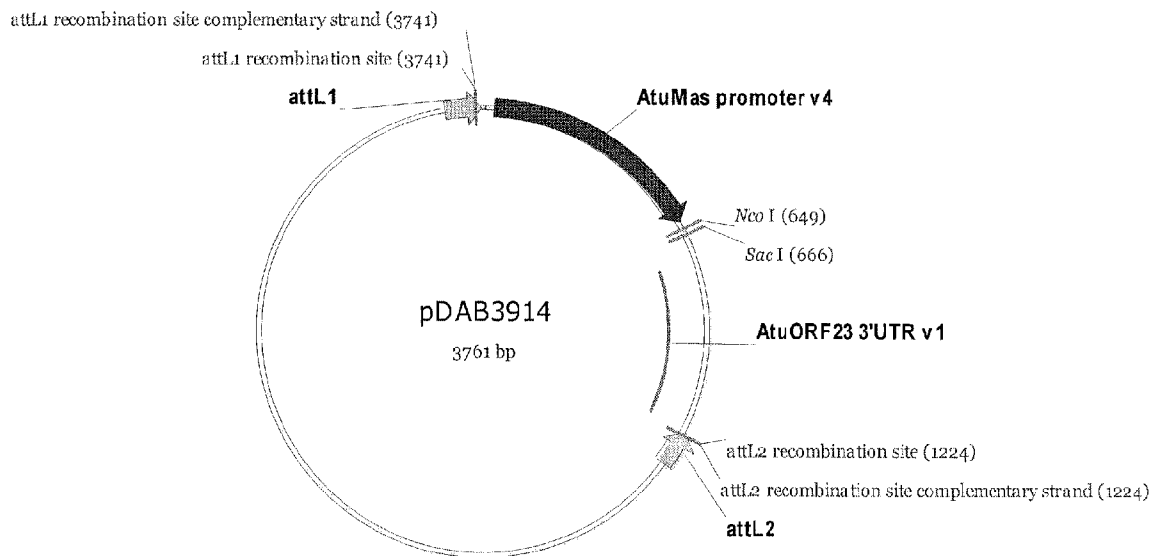 attL1 recombination site complementary strand (3741)
attL1 recombination site (3741)
attL1
AtuMas promoter v4
Nco I (649)
Sac I (666)
pDAB3914
3761 bp
AtuORF23 3'UTR v1
attL2 recombination site (1224)
attL2 recombination site complementary strand (1224)
attL2